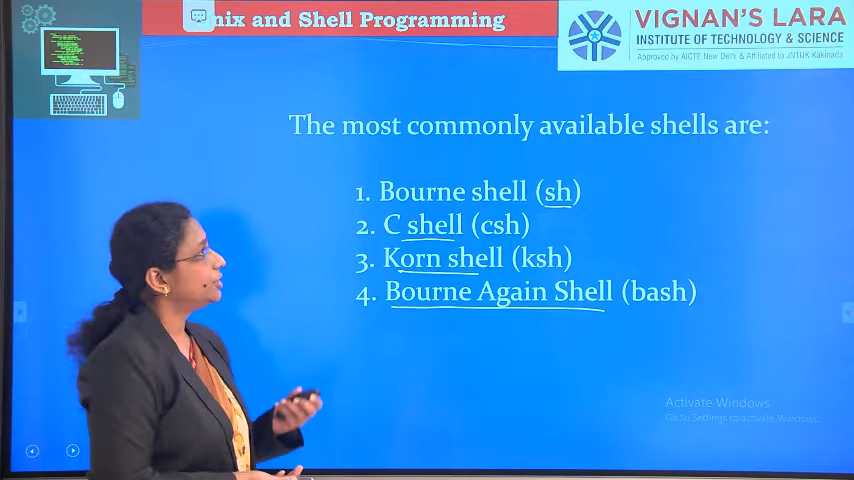 nix and Shell Programming
VIGNAN'S LARA
INSTITUTE OF TECHNOLOGY & SCIENCE
Approved by AICTE New Delhi & Affiliated to JNTUK Kakinada
The most commonly available shells are:
1. Bourne shell (sh)
2. C shell (csh)
3. Korn shell (ksh)
4. Bourne Again Shell (bash)
Activate Windows
Go to Settings to activate Windows.